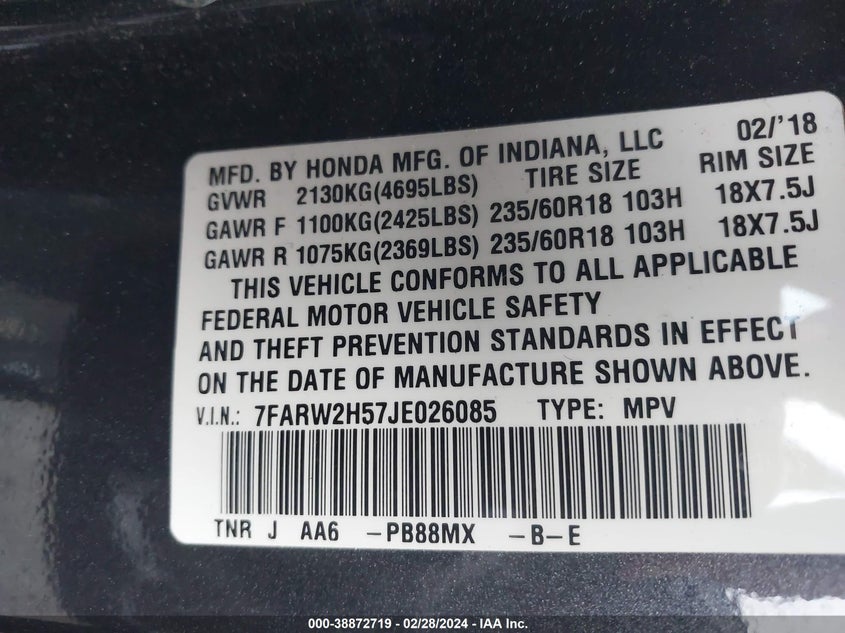 MFD. BY HONDA MFG. OF INDIANA, LLC 02/'18
GVWR 2130KG(4695LBS) TIRE SIZE RIM SIZE
GAWR F 1100KG(2425LBS) 235/60R18 103H 18X7.5J
GAWR R 1075KG(2369LBS) 235/60R18 103H 18X7.5J
THIS VEHICLE CONFORMS TO ALL APPLICABLE
FEDERAL MOTOR VEHICLE SAFETY
AND THEFT PREVENTION STANDARDS IN EFFECT
ON THE DATE OF MANUFACTURE SHOWN ABOVE.
V.I.N.: 7FARW2H57JE026085 TYPE: MPV
TNR J AA6 -PB88MX -B-E
000-38872719 - 02/28/2024 - IAA Inc.